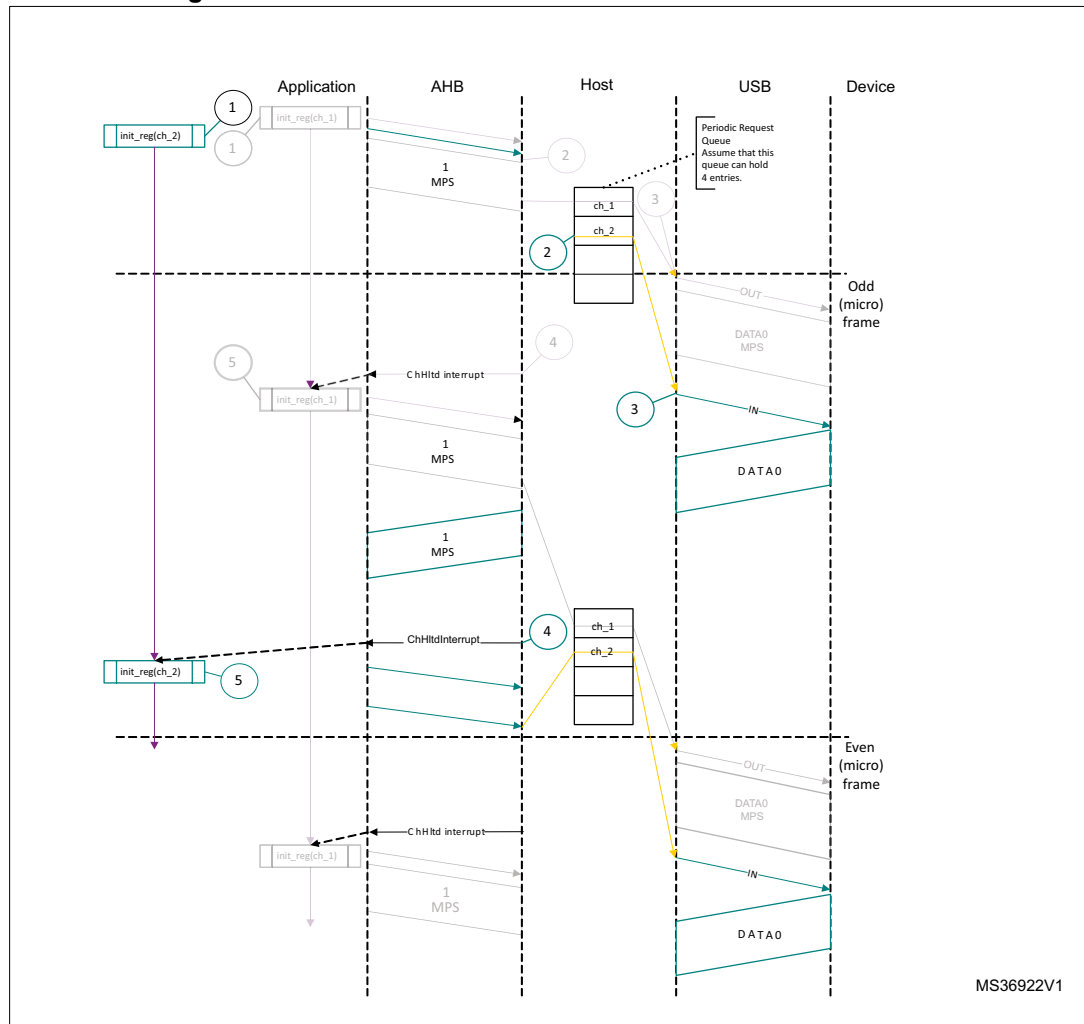 Application AHB Host USB Device
1
init_reg(ch_1)
init_reg(ch_2)
1
Periodic Request
Queue
Assume that this
queue can hold
4 entries.
2
1
MPS
3
ch_1
ch_2
2
Odd
(micro)
frame
OUT
DATA0
MPS
4
5
ChHltd interrupt
init_reg(ch_1)
3
IN
1
MPS
DATA0
1
MPS
ch_1
4
ChHltdInterrupt
ch_2
init_reg(ch_2)
5
Even
(micro)
frame
OUT
DATA0
MPS
ChHltd interrupt
init_reg(ch_1)
IN
1
MPS
DATA0
MS36922V1